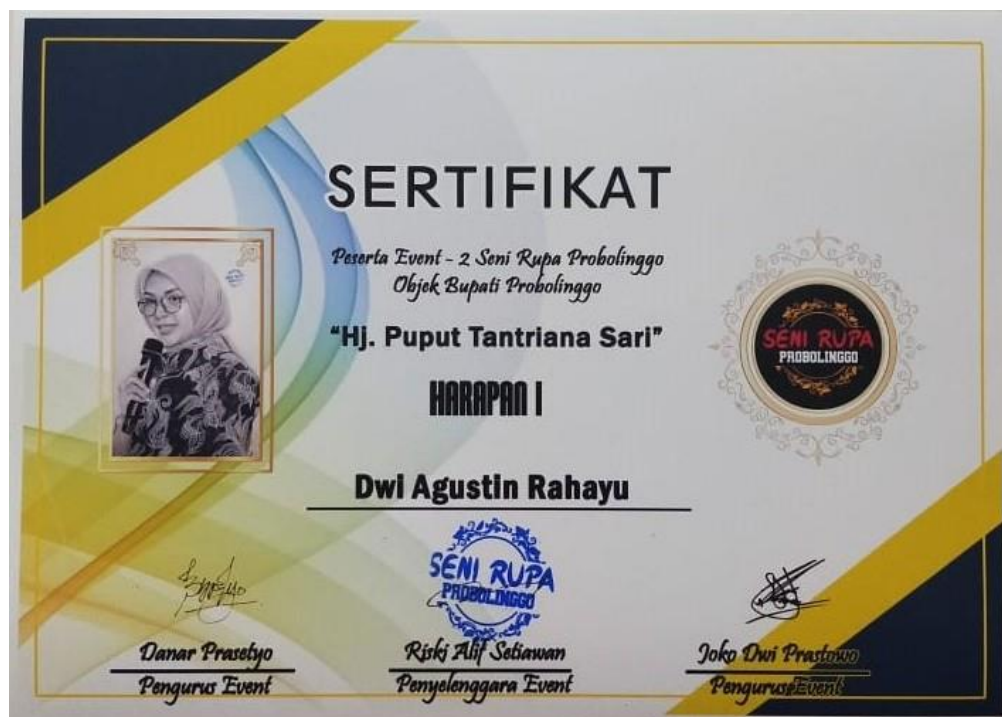 SERTIFIKAT
Peserta Event - 2 Seni Rupa Probolinggo
Objek Bupati Probolinggo
"Hj. Puput Tantriana Sari"
HARAPAN I
SENI RUPA
PROBOLINGGO
Dwi Agustin Rahayu
SENI RUPA
PROBOLINGGO
Danar Prasetyo
Pengurus Event
Riski Alif Setiawan
Penyelenggara Event
Joko Dwi Prastowo
Pengurus Event